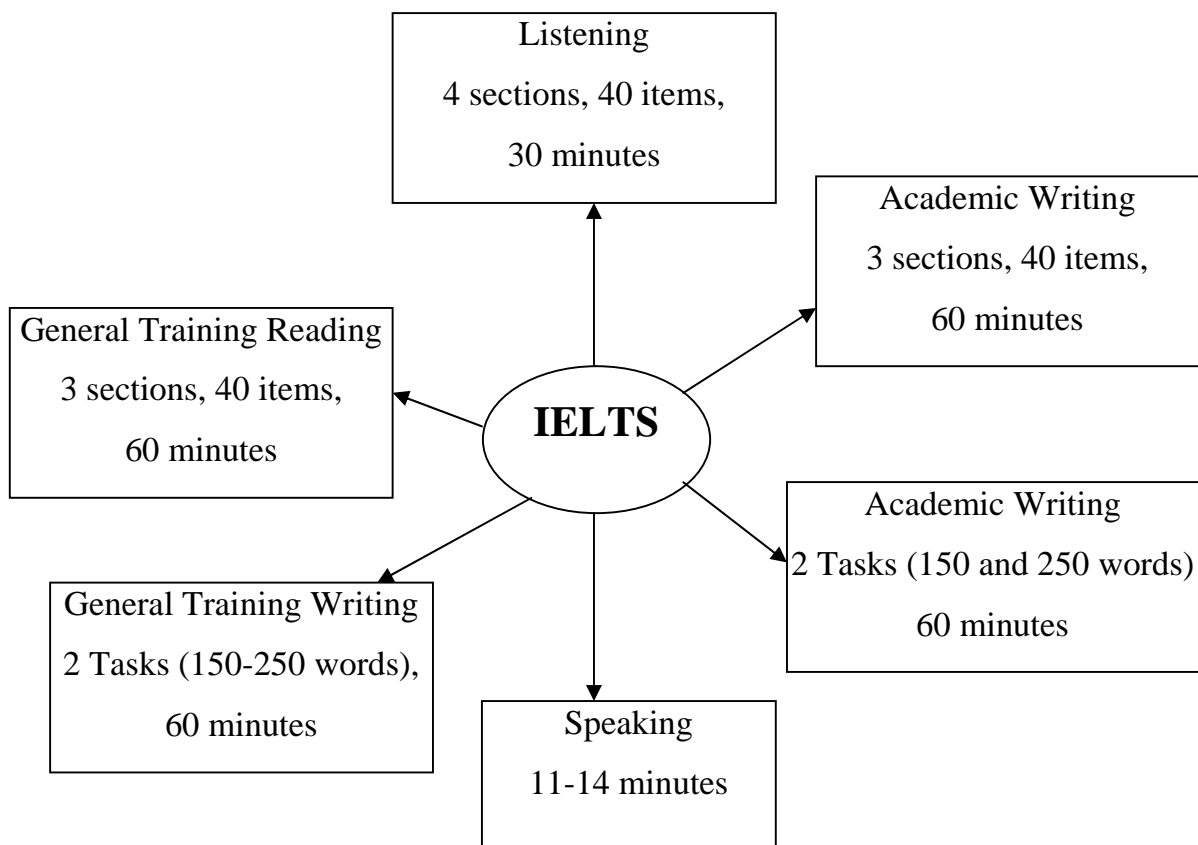 Listening
4 sections, 40 items,
30 minutes
Academic Writing
3 sections, 40 items,
60 minutes
General Training Reading
3 sections, 40 items,
60 minutes
IELTS
Academic Writing
2 Tasks (150 and 250 words)
60 minutes
General Training Writing
2 Tasks (150-250 words),
60 minutes
Speaking
11-14 minutes